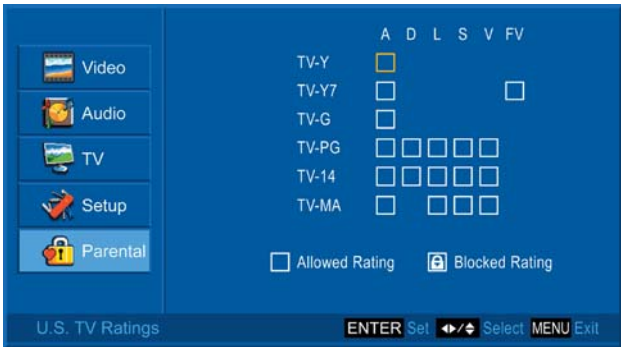 A D L S V FV
Video
Audio
TV
Setup
Parental
TV-Y
TV-Y7
TV-G
TV-PG
TV-14
TV-MA
Allowed Rating Blocked Rating
U.S. TV Ratings ENTER Set / Select MENU Exit